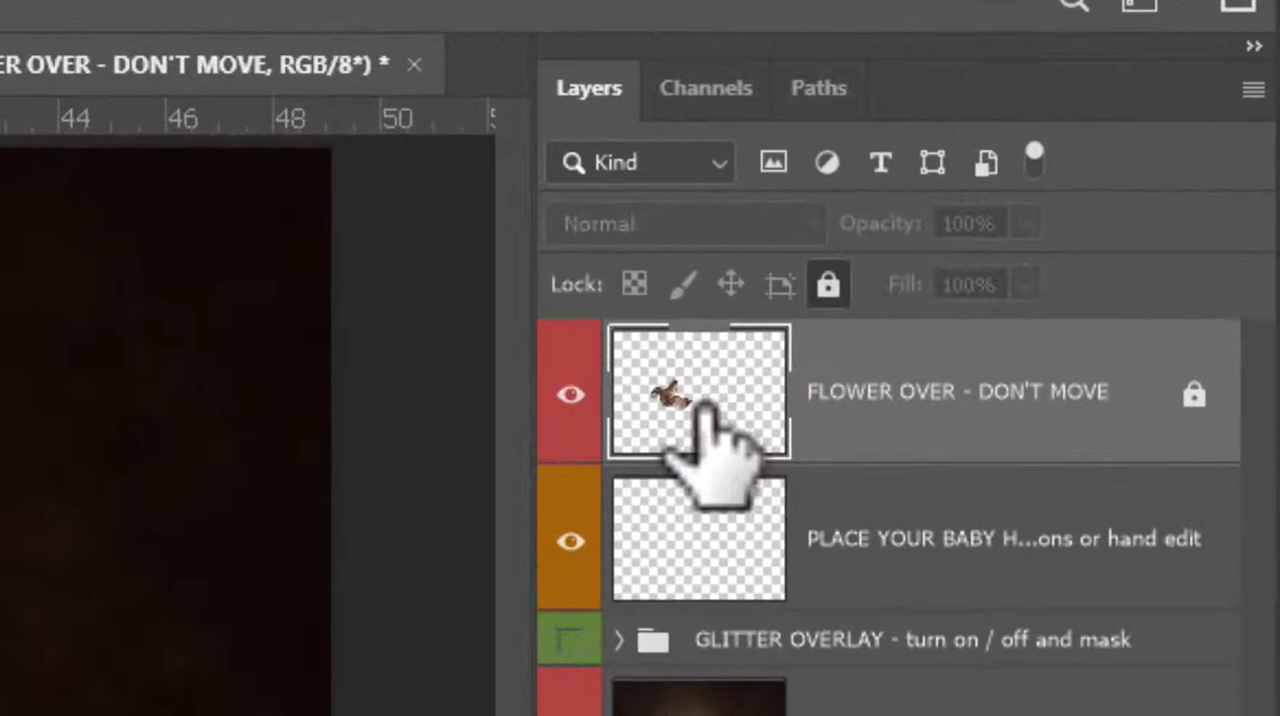 ER OVER - DON'T MOVE, RGB/8*) *
44 46 48 50
Layers Channels Paths
Kind
Normal Opacity: 100%
Lock: Fill: 100%
FLOWER OVER - DON'T MOVE
PLACE YOUR BABY H...ons or hand edit
GLITTER OVERLAY - turn on / off and mask